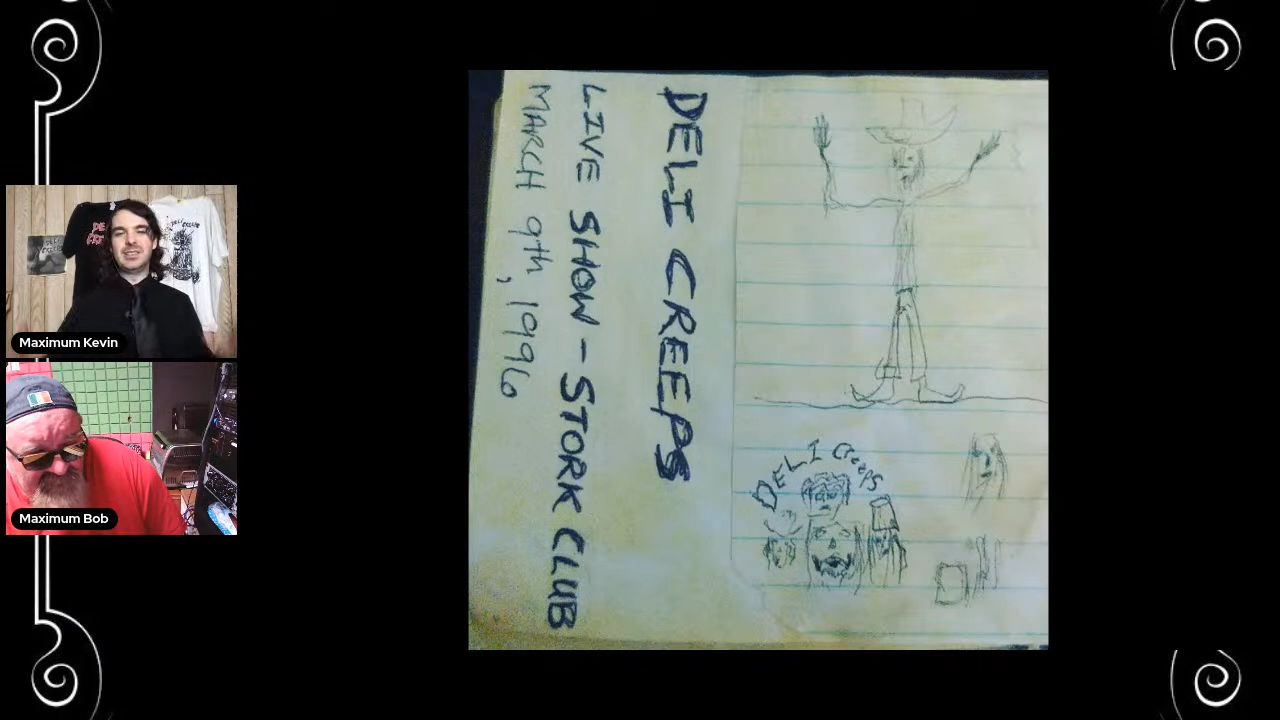 DELI CREEPS
LIVE SHOW - STORK CLUB
MARCH 9th, 1996
DELI Creeps
Maximum Kevin
Maximum Bob